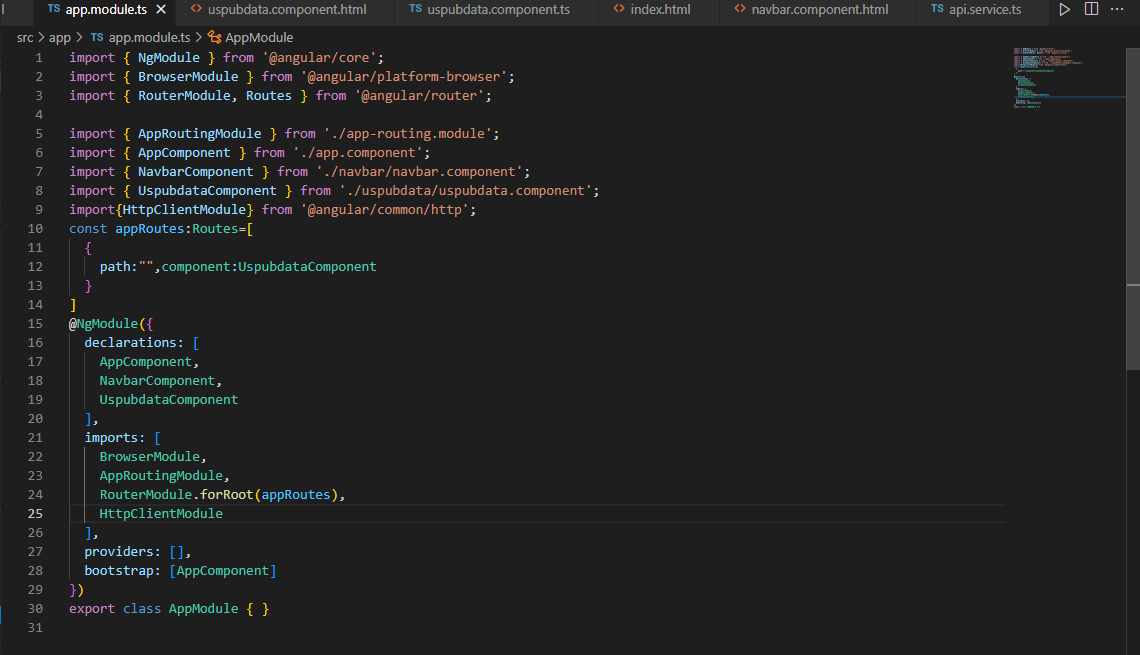 l TS app.module.ts × <> uspubdata.component.html TS uspubdata.component.ts <> index.html <> navbar.component.html TS api.service.ts ···
src > app > TS app.module.ts > AppModule
1 import { NgModule } from '@angular/core';
2 import { BrowserModule } from '@angular/platform-browser';
3 import { RouterModule, Routes } from '@angular/router';
4
5 import { AppRoutingModule } from './app-routing.module';
6 import { AppComponent } from './app.component';
7 import { NavbarComponent } from './navbar/navbar.component';
8 import { UspubdataComponent } from './uspubdata/uspubdata.component';
9 import{HttpClientModule} from '@angular/common/http';
10 const appRoutes:Routes=[
11   {
12     path:"",component:UspubdataComponent
13   }
14 ]
15 @NgModule({
16   declarations: [
17     AppComponent,
18     NavbarComponent,
19     UspubdataComponent
20   ],
21   imports: [
22     BrowserModule,
23     AppRoutingModule,
24     RouterModule.forRoot(appRoutes),
25     HttpClientModule
26   ],
27   providers: [],
28   bootstrap: [AppComponent]
29 })
30 export class AppModule { }
31